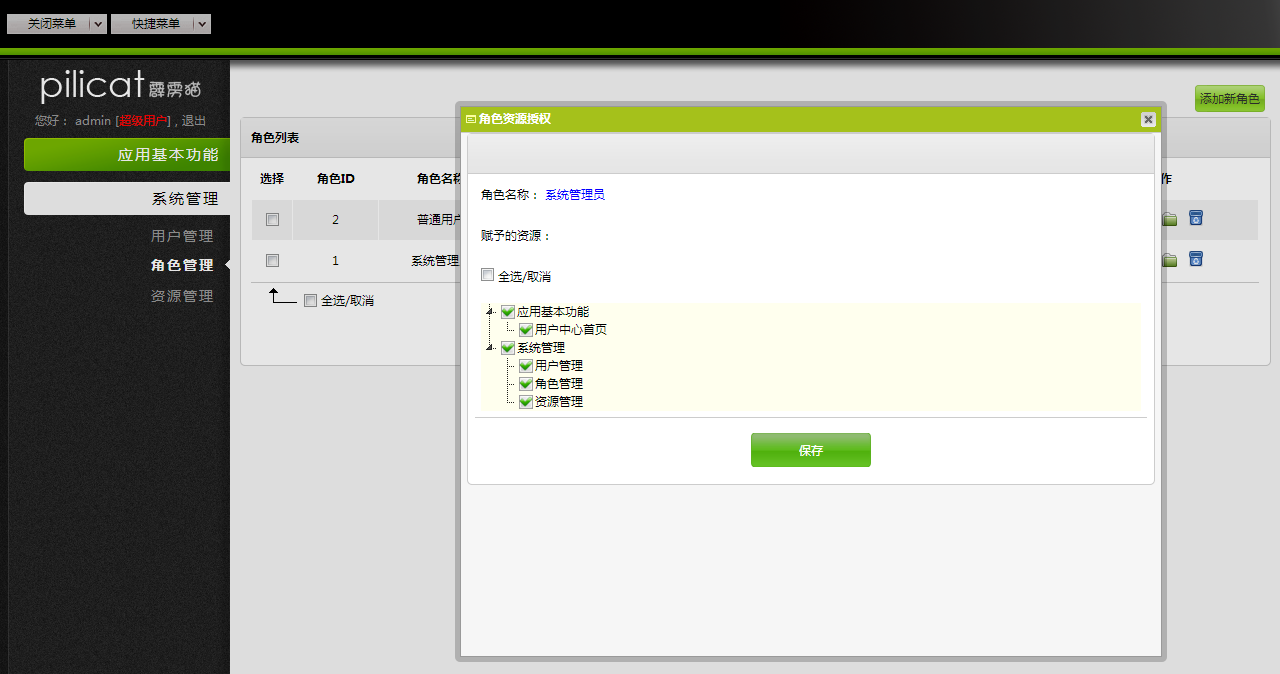 关闭菜单 快捷菜单
pilicat 霹雳猫
您好： admin [超级用户] , 退出
应用基本功能
系统管理
用户管理
角色管理
资源管理
添加新角色
角色列表
选择 角色ID 角色名称 作
2 普通用户
1 系统管理
全选/取消
角色资源授权
角色名称： 系统管理员
赋予的资源：
全选/取消
应用基本功能
用户中心首页
系统管理
用户管理
角色管理
资源管理
保存